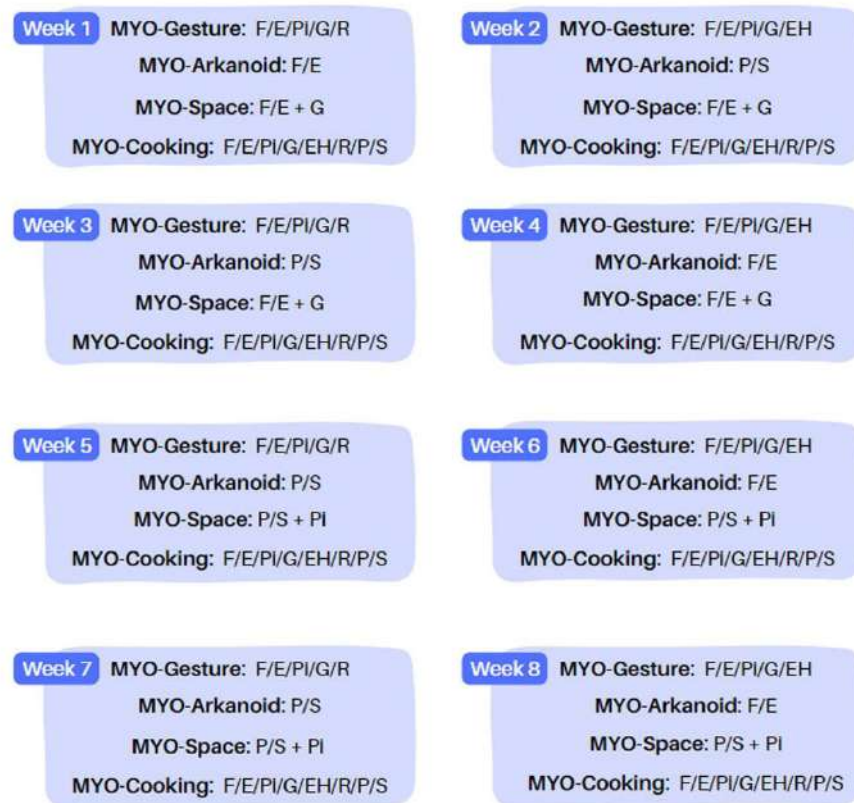 Week 1 MYO-Gesture: F/E/PI/G/R
MYO-Arkanoid: F/E
MYO-Space: F/E + G
MYO-Cooking: F/E/PI/G/EH/R/P/S
Week 2 MYO-Gesture: F/E/PI/G/EH
MYO-Arkanoid: P/S
MYO-Space: F/E + G
MYO-Cooking: F/E/PI/G/EH/R/P/S
Week 3 MYO-Gesture: F/E/PI/G/R
MYO-Arkanoid: P/S
MYO-Space: F/E + G
MYO-Cooking: F/E/PI/G/EH/R/P/S
Week 4 MYO-Gesture: F/E/PI/G/EH
MYO-Arkanoid: F/E
MYO-Space: F/E + G
MYO-Cooking: F/E/PI/G/EH/R/P/S
Week 5 MYO-Gesture: F/E/PI/G/R
MYO-Arkanoid: P/S
MYO-Space: P/S + PI
MYO-Cooking: F/E/PI/G/EH/R/P/S
Week 6 MYO-Gesture: F/E/PI/G/EH
MYO-Arkanoid: F/E
MYO-Space: P/S + PI
MYO-Cooking: F/E/PI/G/EH/R/P/S
Week 7 MYO-Gesture: F/E/PI/G/R
MYO-Arkanoid: P/S
MYO-Space: P/S + PI
MYO-Cooking: F/E/PI/G/EH/R/P/S
Week 8 MYO-Gesture: F/E/PI/G/EH
MYO-Arkanoid: F/E
MYO-Space: P/S + PI
MYO-Cooking: F/E/PI/G/EH/R/P/S